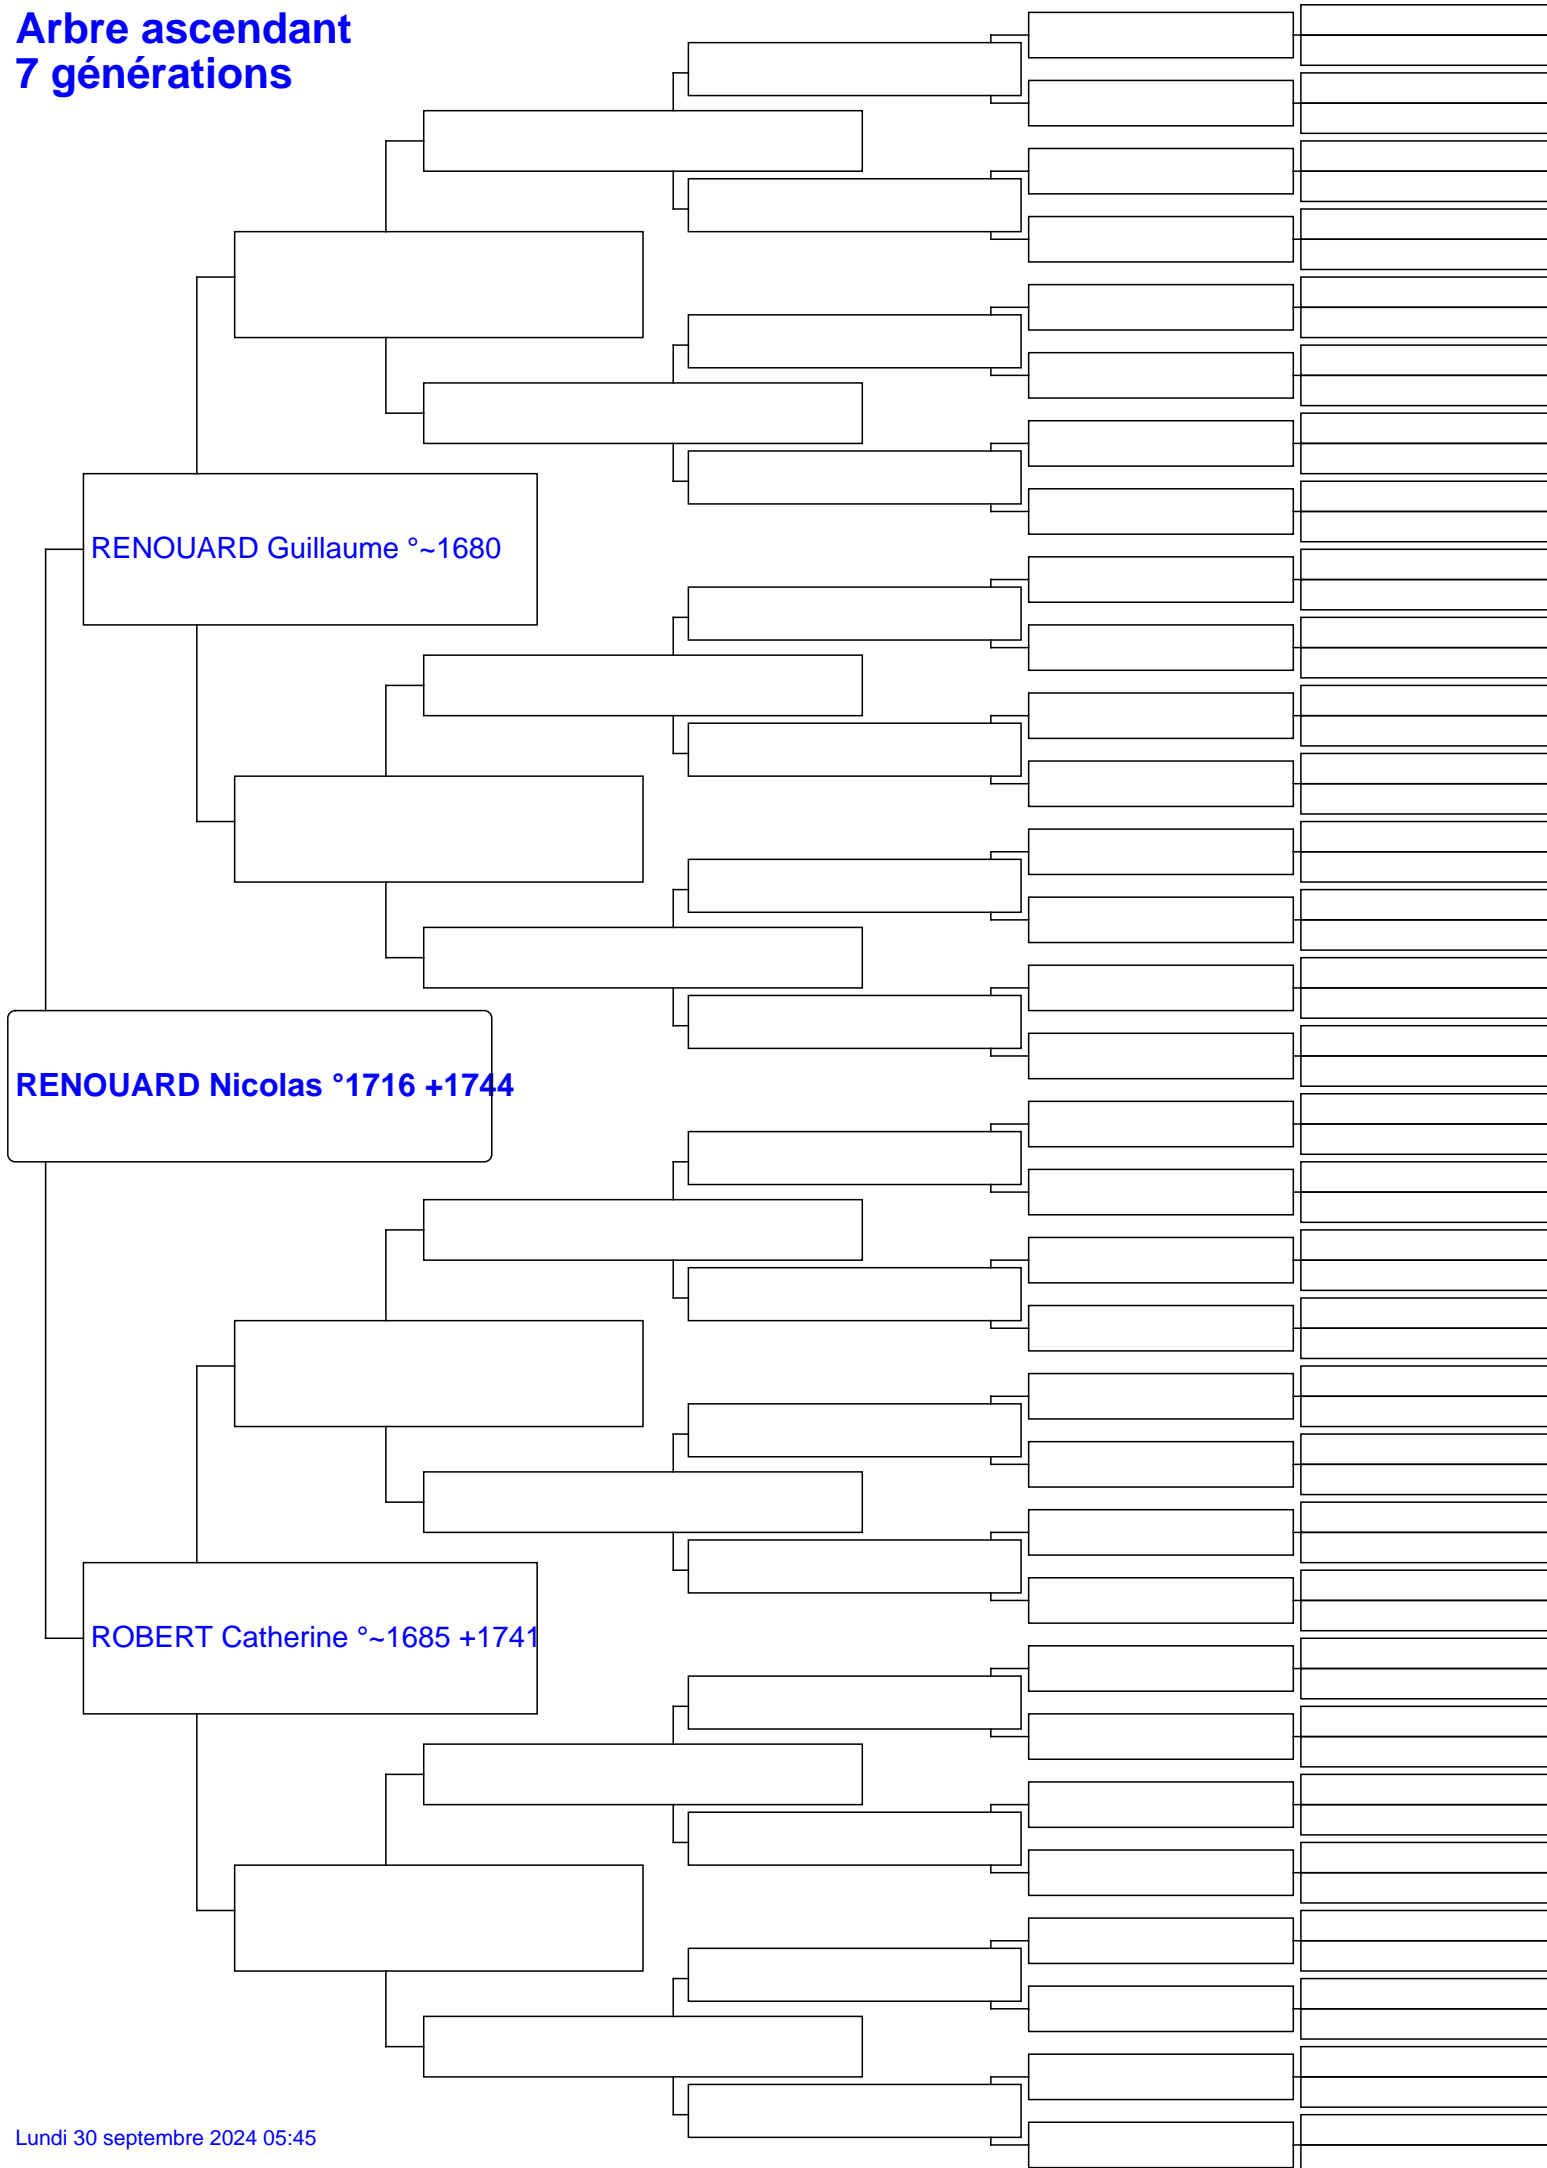 Arbre ascendant
7 générations
RENOUARD Guillaume °~1680
RENOUARD Nicolas °1716 +1744
ROBERT Catherine °~1685 +1741
Lundi 30 septembre 2024 05:45